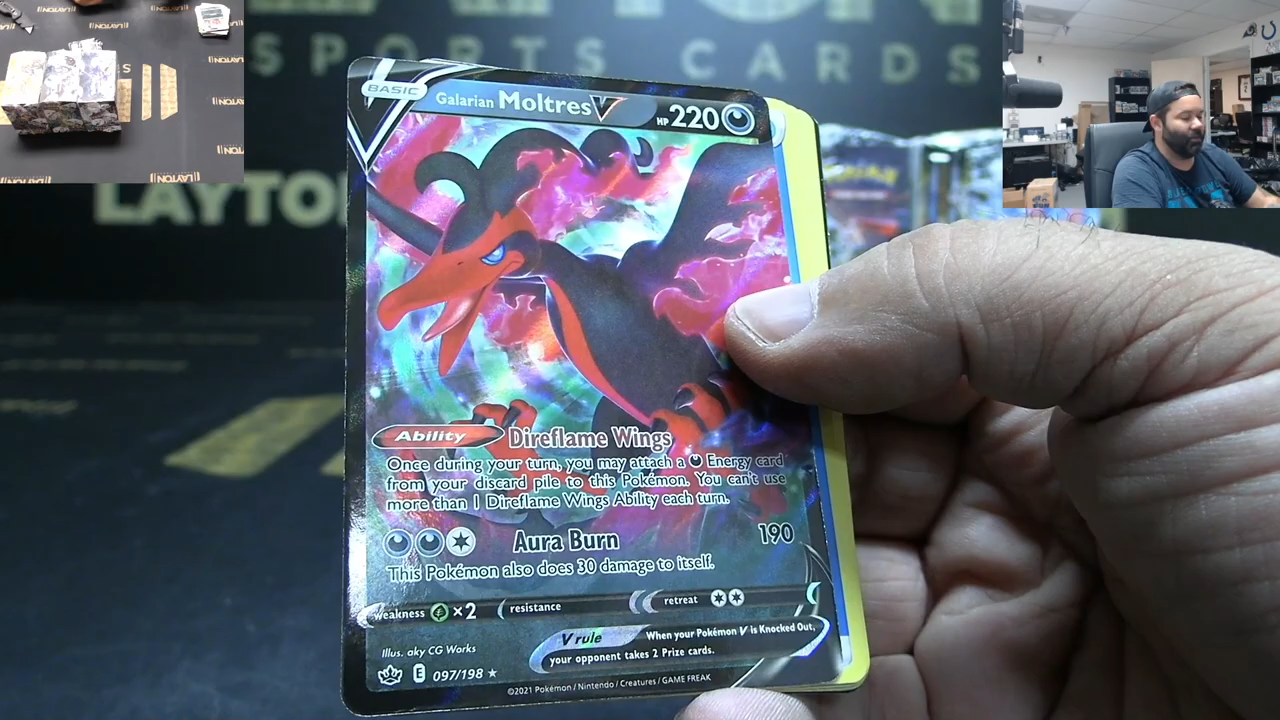 SPORTS CARDS
LAYTON
BASIC
Galarian Moltres V
HP 220
Ability Direflame Wings
Once during your turn, you may attach a Energy card
from your discard pile to this Pokémon. You can't use
more than 1 Direflame Wings Ability each turn.
Aura Burn 190
This Pokémon also does 30 damage to itself.
weakness ×2 resistance retreat
V rule When your Pokémon V is Knocked Out,
your opponent takes 2 Prize cards.
Illus. aky CG Works
E 097/198 ★
©2021 Pokémon / Nintendo / Creatures / GAME FREAK